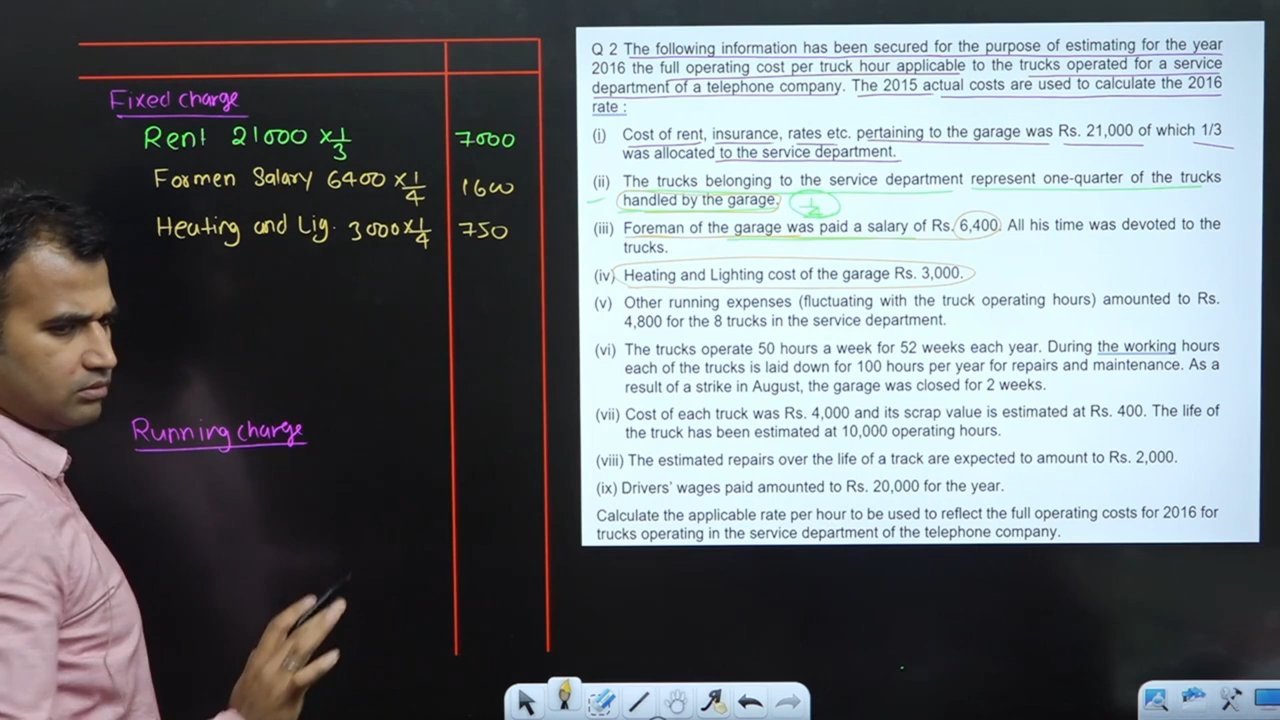 Fixed charge
Rent 21000 × 1/3 7000
Formen Salary 6400 × 1/4 1600
Heating and Lig. 3000 × 1/4 750
Running charge
Q 2 The following information has been secured for the purpose of estimating for the year
2016 the full operating cost per truck hour applicable to the trucks operated for a service
department of a telephone company. The 2015 actual costs are used to calculate the 2016
rate :
(i) Cost of rent, insurance, rates etc. pertaining to the garage was Rs. 21,000 of which 1/3
was allocated to the service department.
(ii) The trucks belonging to the service department represent one-quarter of the trucks
handled by the garage. 1/4
(iii) Foreman of the garage was paid a salary of Rs. 6,400. All his time was devoted to the
trucks.
(iv) Heating and Lighting cost of the garage Rs. 3,000.
(v) Other running expenses (fluctuating with the truck operating hours) amounted to Rs.
4,800 for the 8 trucks in the service department.
(vi) The trucks operate 50 hours a week for 52 weeks each year. During the working hours
each of the trucks is laid down for 100 hours per year for repairs and maintenance. As a
result of a strike in August, the garage was closed for 2 weeks.
(vii) Cost of each truck was Rs. 4,000 and its scrap value is estimated at Rs. 400. The life of
the truck has been estimated at 10,000 operating hours.
(viii) The estimated repairs over the life of a track are expected to amount to Rs. 2,000.
(ix) Drivers' wages paid amounted to Rs. 20,000 for the year.
Calculate the applicable rate per hour to be used to reflect the full operating costs for 2016 for
trucks operating in the service department of the telephone company.